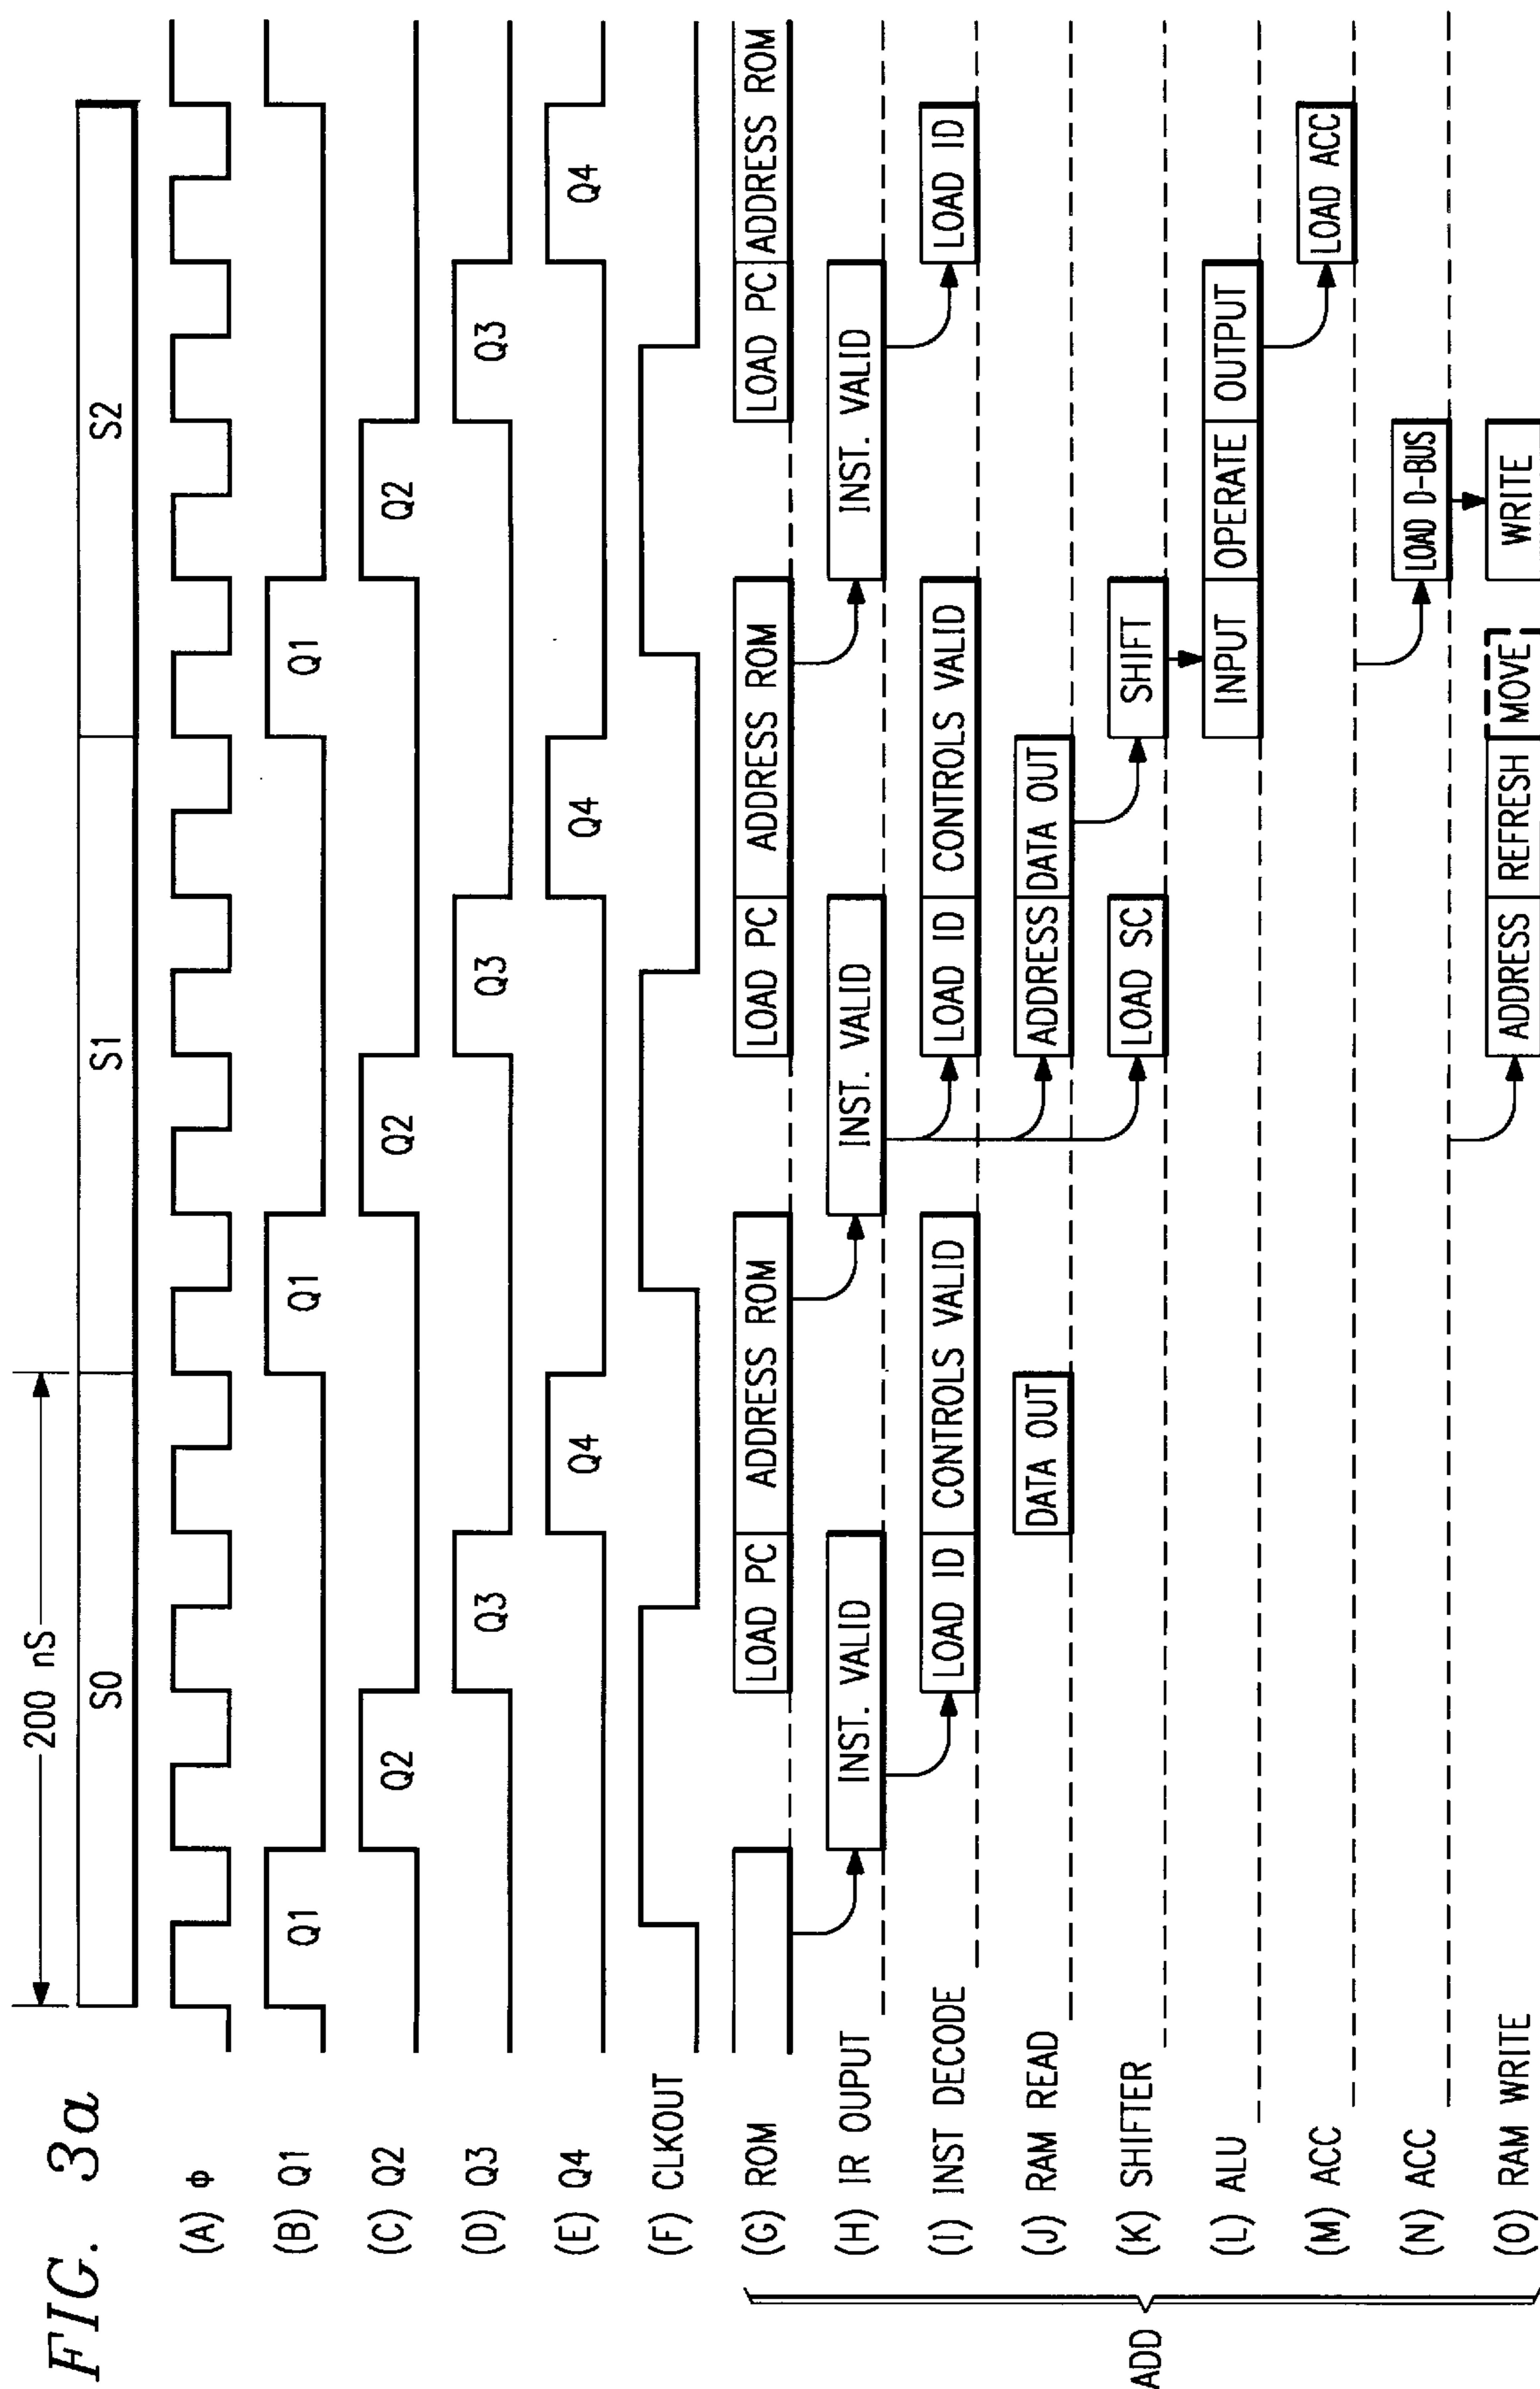 FIG. 3a
200 nS
S0 S1 S2
(A) φ
(B) Q1 Q1 Q1 Q1
(C) Q2 Q2 Q2 Q2
(D) Q3 Q3 Q3 Q3
(E) Q4 Q4 Q4 Q4
(F) CLKOUT
(G) ROM LOAD PC ADDRESS ROM LOAD PC ADDRESS ROM LOAD PC ADDRESS ROM
(H) IR OUPUT INST. VALID INST. VALID INST. VALID
(I) INST DECODE LOAD ID CONTROLS VALID LOAD ID CONTROLS VALID LOAD ID
(J) RAM READ DATA OUT ADDRESS DATA OUT
(K) SHIFTER LOAD SC SHIFT
(L) ALU INPUT OPERATE OUTPUT
(M) ACC LOAD ACC
(N) ACC LOAD D-BUS
(O) RAM WRITE ADDRESS REFRESH MOVE WRITE
ADD